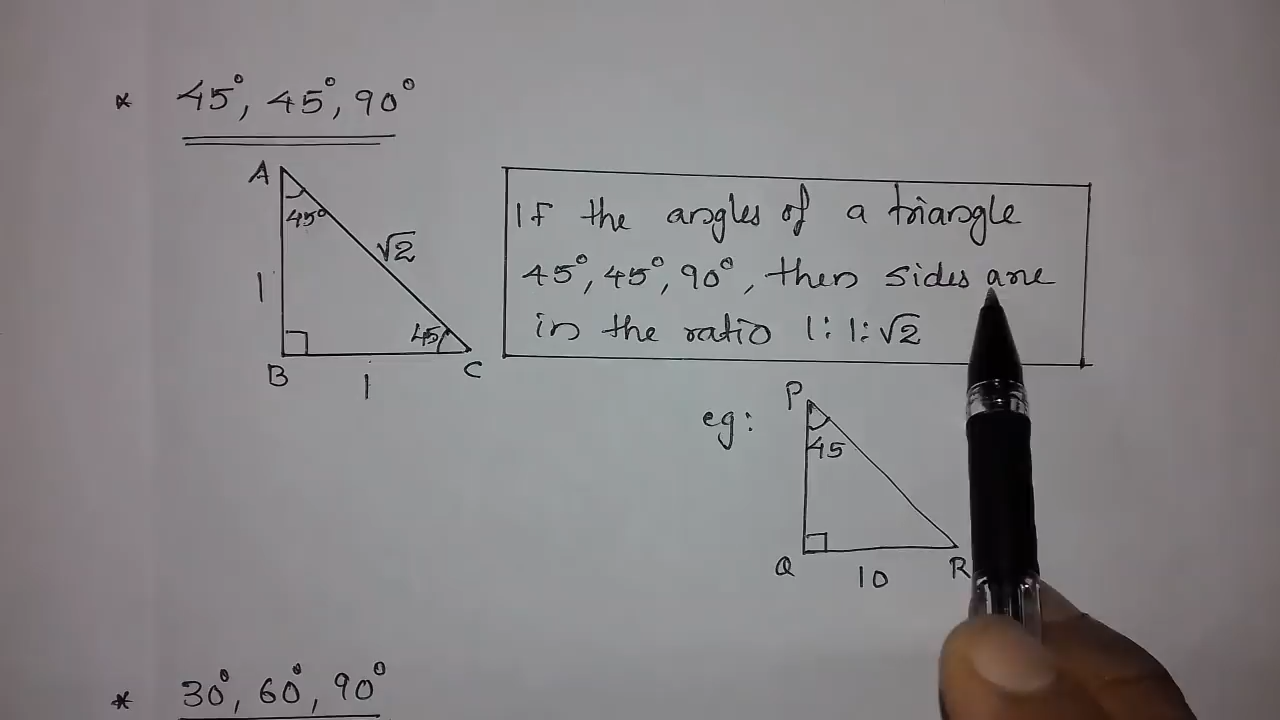 * 45°, 45°, 90°
A
45°
√2
1
45
B
1
C
If the angles of a triangle
45°, 45°, 90°, then sides are
in the ratio 1:1:√2
eg:
P
45
Q
10
R
* 30°, 60°, 90°